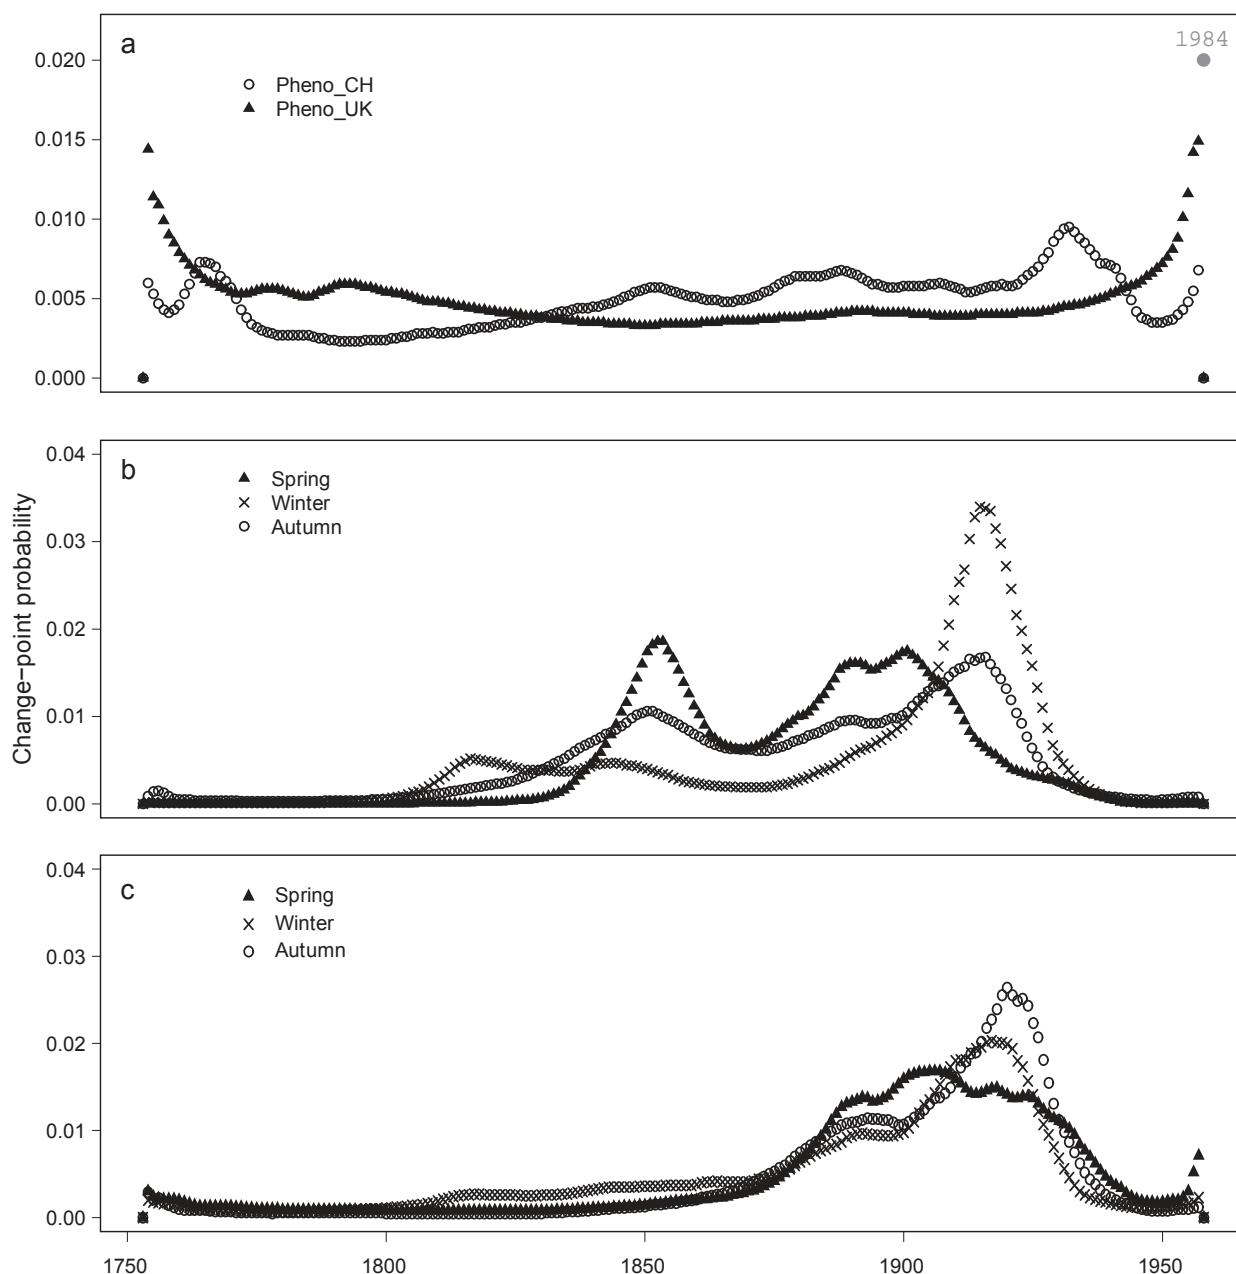 a
1984
0.020
Pheno_CH
Pheno_UK
0.015
0.010
0.005
0.000
Change-point probability
b
0.04
Spring
Winter
Autumn
0.03
0.02
0.01
0.00
c
0.04
Spring
Winter
Autumn
0.03
0.02
0.01
0.00
1750 1800 1850 1900 1950